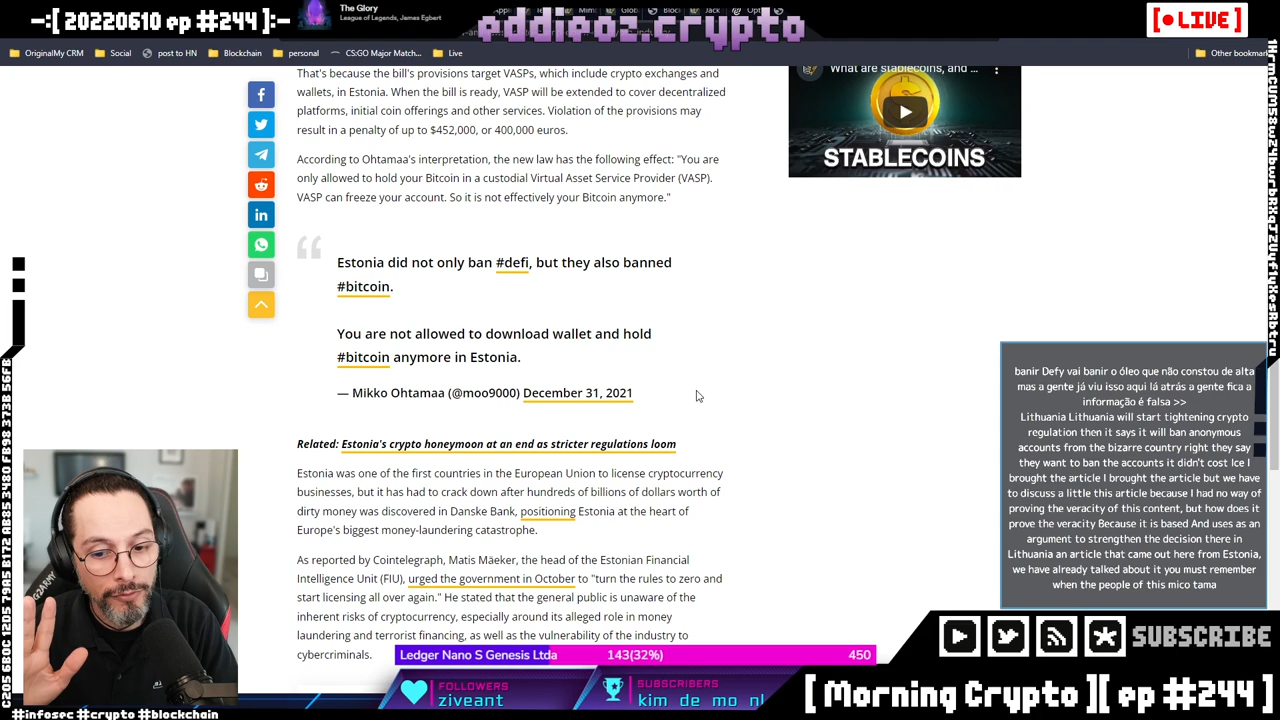 -:[ 20220610 ep #244 ]:-
The Glory
League of Legends, James Egbert
eddieoz.crypto
[ ● LIVE ]
OriginalMy CRM
Social
post to HN
Blockchain
personal
CS:GO Major Match...
Live
Other bookmar
That's because the bill's provisions target VASPs, which include crypto exchanges and
wallets, in Estonia. When the bill is ready, VASP will be extended to cover decentralized
platforms, initial coin offerings and other services. Violation of the provisions may
result in a penalty of up to $452,000, or 400,000 euros.
According to Ohtamaa's interpretation, the new law has the following effect: "You are
only allowed to hold your Bitcoin in a custodial Virtual Asset Service Provider (VASP).
VASP can freeze your account. So it is not effectively your Bitcoin anymore."
Estonia did not only ban #defi, but they also banned
#bitcoin.
You are not allowed to download wallet and hold
#bitcoin anymore in Estonia.
— Mikko Ohtamaa (@moo9000) December 31, 2021
Related: Estonia's crypto honeymoon at an end as stricter regulations loom
Estonia was one of the first countries in the European Union to license cryptocurrency
businesses, but it has had to crack down after hundreds of billions of dollars worth of
dirty money was discovered in Danske Bank, positioning Estonia at the heart of
Europe's biggest money-laundering catastrophe.
As reported by Cointelegraph, Matis Mäeker, the head of the Estonian Financial
Intelligence Unit (FIU), urged the government in October to "turn the rules to zero and
start licensing all over again." He stated that the general public is unaware of the
inherent risks of cryptocurrency, especially around its alleged role in money
laundering and terrorist financing, as well as the vulnerability of the industry to
cybercriminals.
What are stablecoins, and ...
STABLECOINS
banir Defy vai banir o óleo que não constou de alta
mas a gente já viu isso aqui lá atrás a gente fica a
informação é falsa >>
Lithuania Lithuania will start tightening crypto
regulation then it says it will ban anonymous
accounts from the bizarre country right they say
they want to ban the accounts it didn't cost Ice I
brought the article I brought the article but we have
to discuss a little this article because I had no way of
proving the veracity of this content, but how does it
prove the veracity Because it is based And uses as an
argument to strengthen the decision there in
Lithuania an article that came out here from Estonia,
we have already talked about it you must remember
when the people of this mico tama
Ledger Nano S Genesis Ltda
143(32%)
450
FOLLOWERS
ziveant
SUBSCRIBERS
kim_de_mo_nl
SUBSCRIBE
[ Morning Crypto ][ ep #244 ]
#infosec #crypto #blockchain